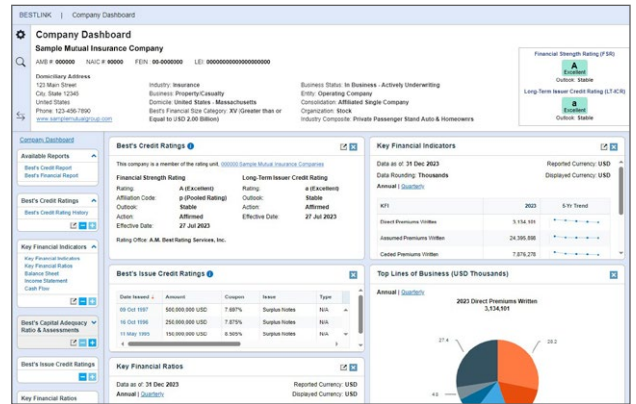 BESTLINK | Company Dashboard
Company Dashboard
Sample Mutual Insurance Company
AMB #: 000000 NAIC #: 00000 FEIN: 00-0000000 LEI: 00000000000000000000
Domiciliary Address
123 Main Street
City, State 12345
United States
Phone: 123-456-7890
www.samplemutualgroup.com
Industry: Insurance
Business: Property/Casualty
Domicile: United States - Massachusetts
Best's Financial Size Category: XV (Greater than or
Equal to USD 2.00 Billion)
Business Status: In Business - Actively Underwriting
Entity: Operating Company
Consolidation: Affiliated Single Company
Organization: Stock
Industry Composite: Private Passenger Stand Auto & Homeowners
Financial Strength Rating (FSR)
A
Excellent
Outlook: Stable
Long-Term Issuer Credit Rating (LT-ICR)
a
Excellent
Outlook: Stable
Company Dashboard
Available Reports
Best's Credit Report
Best's Financial Report
Best's Credit Ratings
Best's Credit Rating History
Key Financial Indicators
Key Financial Indicators
Key Financial Ratios
Balance Sheet
Income Statement
Cash Flow
Best's Capital Adequacy
Ratio & Assessments
Best's Issue Credit Ratings
Key Financial Ratios
Best's Credit Ratings
This company is a member of the rating unit. 000000 Sample Mutual Insurance Companies
Financial Strength Rating
Rating: A (Excellent)
Affiliation Code: p (Pooled Rating)
Outlook: Stable
Action: Affirmed
Effective Date: 27 Jul 2023
Long-Term Issuer Credit Rating
Rating: a (Excellent)
Outlook: Stable
Action: Affirmed
Effective Date: 27 Jul 2023
Rating Office: A.M. Best Rating Services, Inc.
Best's Issue Credit Ratings
Date Issued Amount Coupon Issue Type
09 Oct 1997 500,000,000 USD 7.697% Surplus Notes N/A
16 Oct 1996 250,000,000 USD 7.875% Surplus Notes N/A
11 May 1995 150,000,000 USD 8.505% Surplus Notes N/A
Key Financial Ratios
Data as of: 31 Dec 2023 Reported Currency: USD
Annual | Quarterly Displayed Currency: USD
Key Financial Indicators
Data as of: 31 Dec 2023 Reported Currency: USD
Data Rounding: Thousands Displayed Currency: USD
Annual | Quarterly
KFI 2023 5-Yr Trend
Direct Premiums Written 3,134,101
Assumed Premiums Written 24,395,898
Ceded Premiums Written 7,876,278
Top Lines of Business (USD Thousands)
Annual | Quarterly
2023 Direct Premiums Written
3,134,101
27.4
29.2